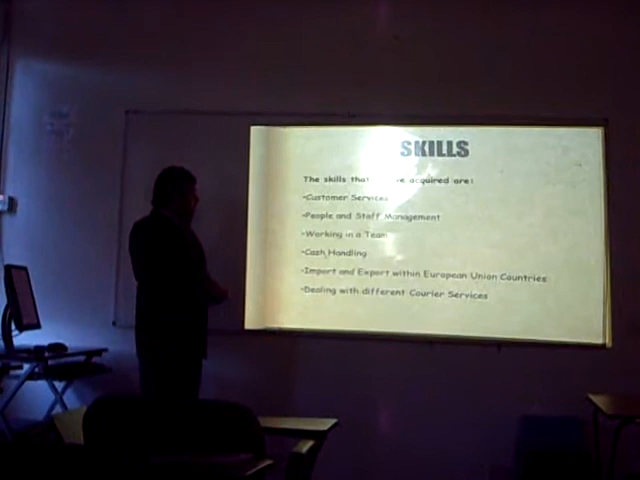 SKILLS
The skills that acquired are:
•Customer Services
•People and Staff Management
•Working in a Team
•Cash Handling
•Import and Export within European Union Countries
•Dealing with different Courier Services